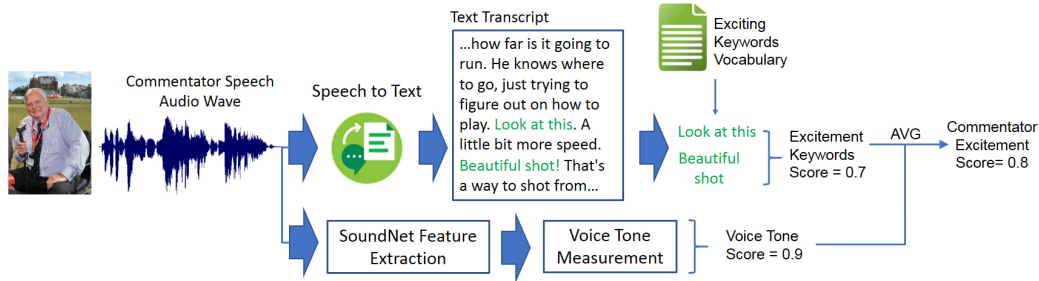 Commentator Speech
Audio Wave
Speech to Text
Text Transcript
...how far is it going to
run. He knows where
to go, just trying to
figure out on how to
play. Look at this. A
little bit more speed.
Beautiful shot! That's
a way to shot from...
Exciting
Keywords
Vocabulary
Look at this
Beautiful
shot
Excitement
Keywords
Score = 0.7
AVG
Commentator
Excitement
Score= 0.8
SoundNet Feature
Extraction
Voice Tone
Measurement
Voice Tone
Score = 0.9